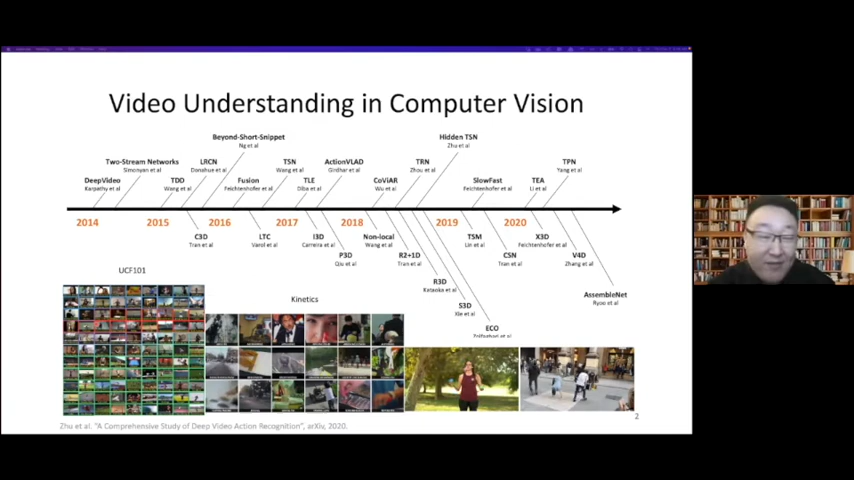 Video Understanding in Computer Vision
Beyond-Short-Snippet
Ng et al
Hidden TSN
Zhu et al
Two-Stream Networks
Simonyan et al
LRCN
Donahue et al
TSN
Wang et al
ActionVLAD
Girdhar et al
TRN
Zhou et al
TPN
Yang et al
DeepVideo
Karpathy et al
TDD
Wang et al
Fusion
Feichtenhofer et al
TLE
Diba et al
CoViAR
Wu et al
SlowFast
Feichtenhofer et al
TEA
Li et al
2014
2015
2016
2017
2018
2019
2020
C3D
Tran et al
LTC
Varol et al
I3D
Carreira et al
Non-local
Wang et al
TSM
Lin et al
X3D
Feichtenhofer et al
P3D
Qiu et al
R2+1D
Tran et al
CSN
Tran et al
V4D
Zhang et al
UCF101
R3D
Kataoka et al
AssembleNet
Ryoo et al
Kinetics
S3D
Xie et al
ECO
Zolfaghari et al
2
Zhu et al. "A Comprehensive Study of Deep Video Action Recognition", arXiv, 2020.